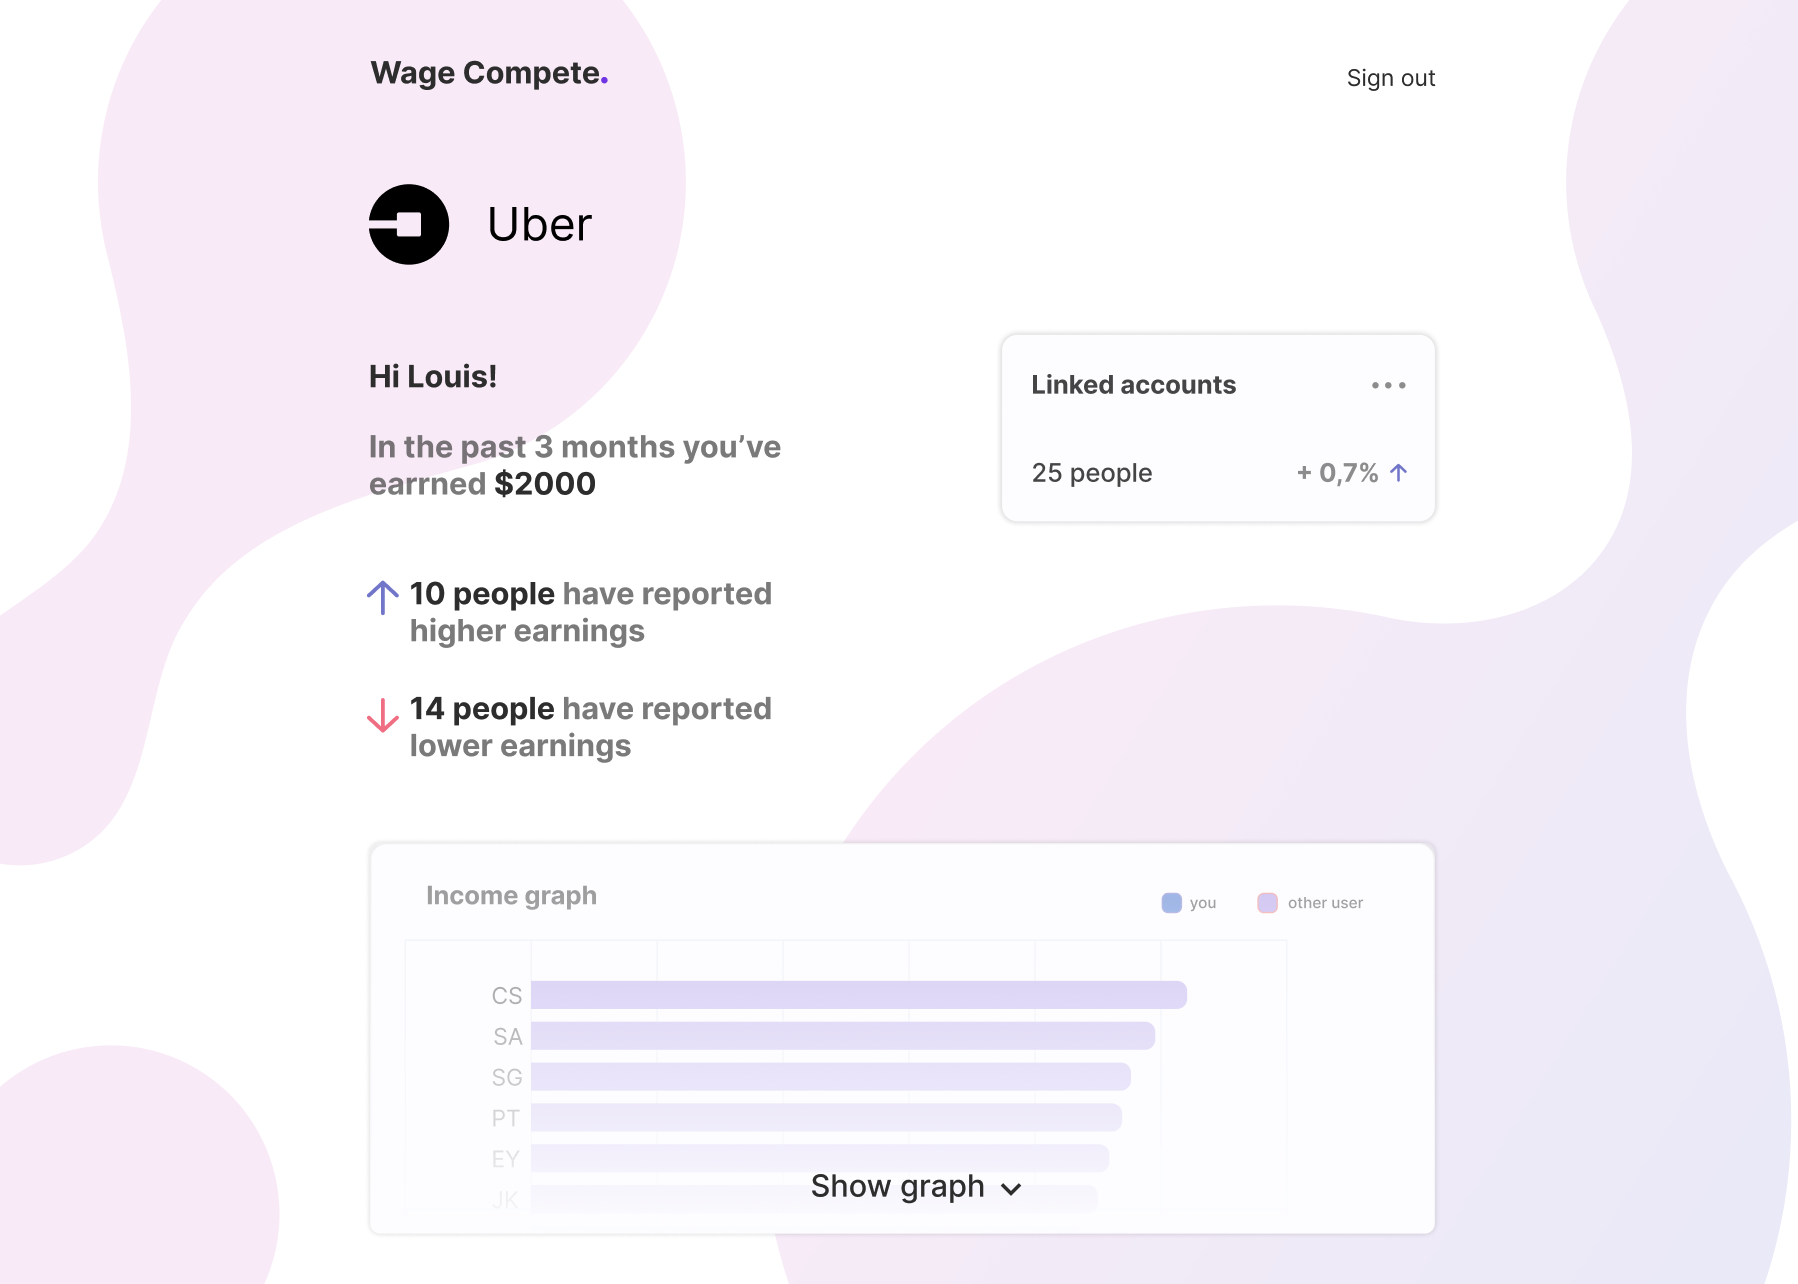 Wage Compete.
Sign out
Uber
Hi Louis!
In the past 3 months you’ve
earrned $2000
Linked accounts
25 people
+ 0,7%
10 people have reported
higher earnings
14 people have reported
lower earnings
Income graph
you
other user
CS
SA
SG
PT
EY
JK
Show graph